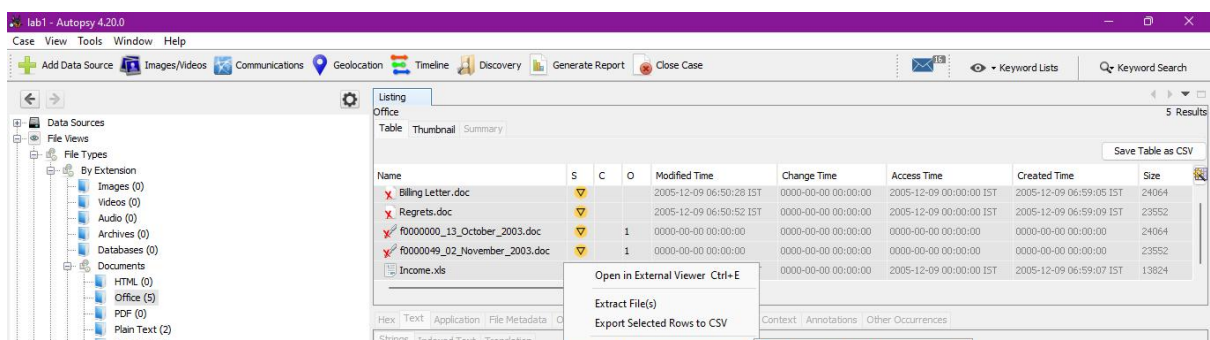 lab1 - Autopsy 4.20.0
Case View Tools Window Help
Add Data Source Images/Videos Communications Geolocation Timeline Discovery Generate Report Close Case Keyword Lists Keyword Search
Listing
Office 5 Results
Table Thumbnail Summary
Save Table as CSV
Data Sources
File Views
File Types
By Extension
Images (0)
Videos (0)
Audio (0)
Archives (0)
Databases (0)
Documents
HTML (0)
Office (5)
PDF (0)
Plain Text (2)
Name S C O Modified Time Change Time Access Time Created Time Size
Billing Letter.doc 2005-12-09 06:50:28 IST 0000-00-00 00:00:00 2005-12-09 00:00:00 IST 2005-12-09 06:59:05 IST 24064
Regrets.doc 2005-12-09 06:50:52 IST 0000-00-00 00:00:00 2005-12-09 00:00:00 IST 2005-12-09 06:59:09 IST 23552
f0000000_13_October_2003.doc 1 0000-00-00 00:00:00 0000-00-00 00:00:00 0000-00-00 00:00:00 0000-00-00 00:00:00 24064
f0000049_02_November_2003.doc 1 0000-00-00 00:00:00 0000-00-00 00:00:00 0000-00-00 00:00:00 0000-00-00 00:00:00 23552
Income.xls 0000-00-00 00:00:00 2005-12-09 00:00:00 IST 2005-12-09 06:59:07 IST 13824
Open in External Viewer Ctrl+E
Extract File(s)
Export Selected Rows to CSV
Hex Text Application File Metadata Context Annotations Other Occurrences
Strings Indexed Text Translation